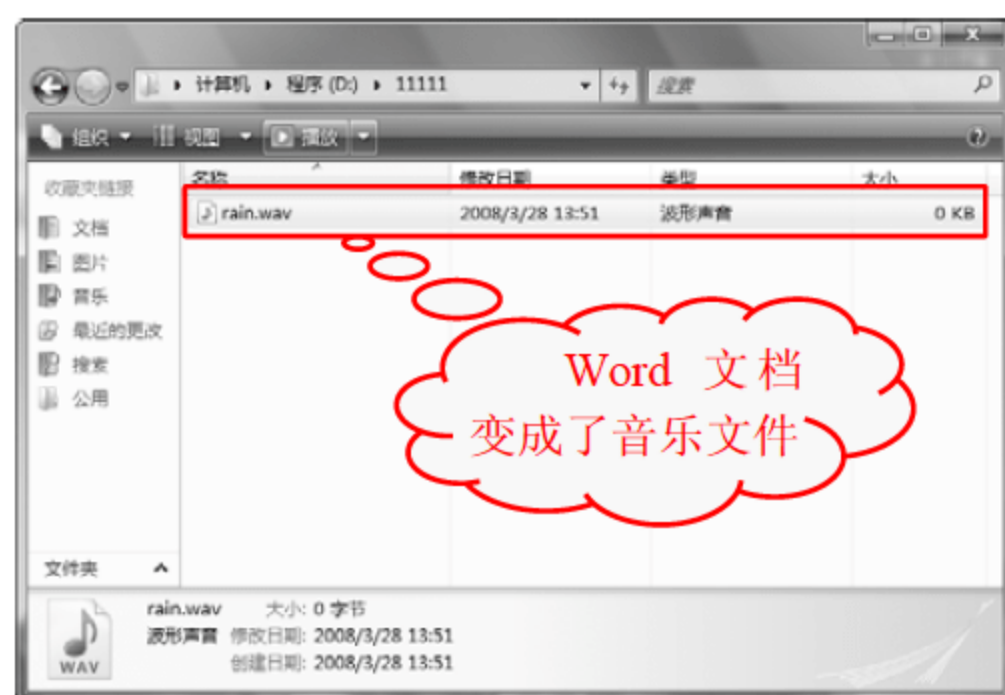 计算机 程序 (D:) 11111 搜索
组织 视图 播放
收藏夹链接
名称 修改日期 类型 大小
rain.wav 2008/3/28 13:51 波形声音 0 KB
文档
图片
音乐
最近的更改
搜索
公用
Word 文档
变成了音乐文件
文件夹
rain.wav 大小: 0 字节
波形声音 修改日期: 2008/3/28 13:51
创建日期: 2008/3/28 13:51
WAV